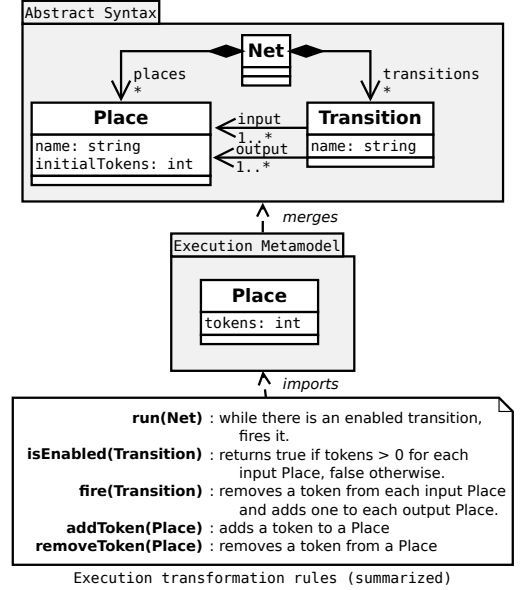 Abstract Syntax
Net
places
*
transitions
*
Place
name: string
initialTokens: int
input
1..*
output
1..*
Transition
name: string
merges
Execution Metamodel
Place
tokens: int
imports
run(Net) : while there is an enabled transition,
fires it.
isEnabled(Transition) : returns true if tokens > 0 for each
input Place, false otherwise.
fire(Transition) : removes a token from each input Place
and adds one to each output Place.
addToken(Place) : adds a token to a Place
removeToken(Place) : removes a token from a Place
Execution transformation rules (summarized)